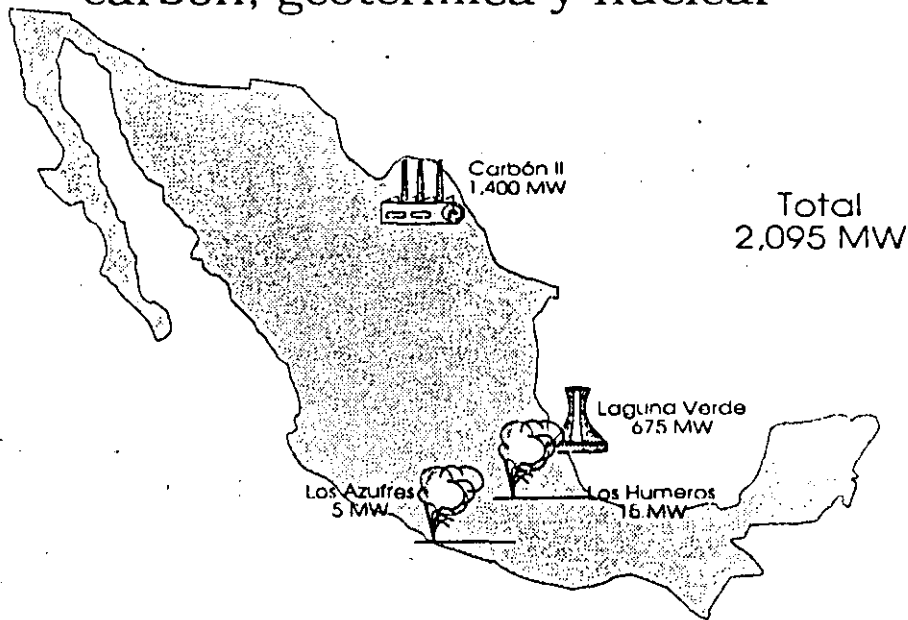 carbón, geotérmica y nuclear
Carbón II
1,400 MW
Total
2,095 MW
Laguna Verde
675 MW
Los Azufres
5 MW
Los Humeros
MW